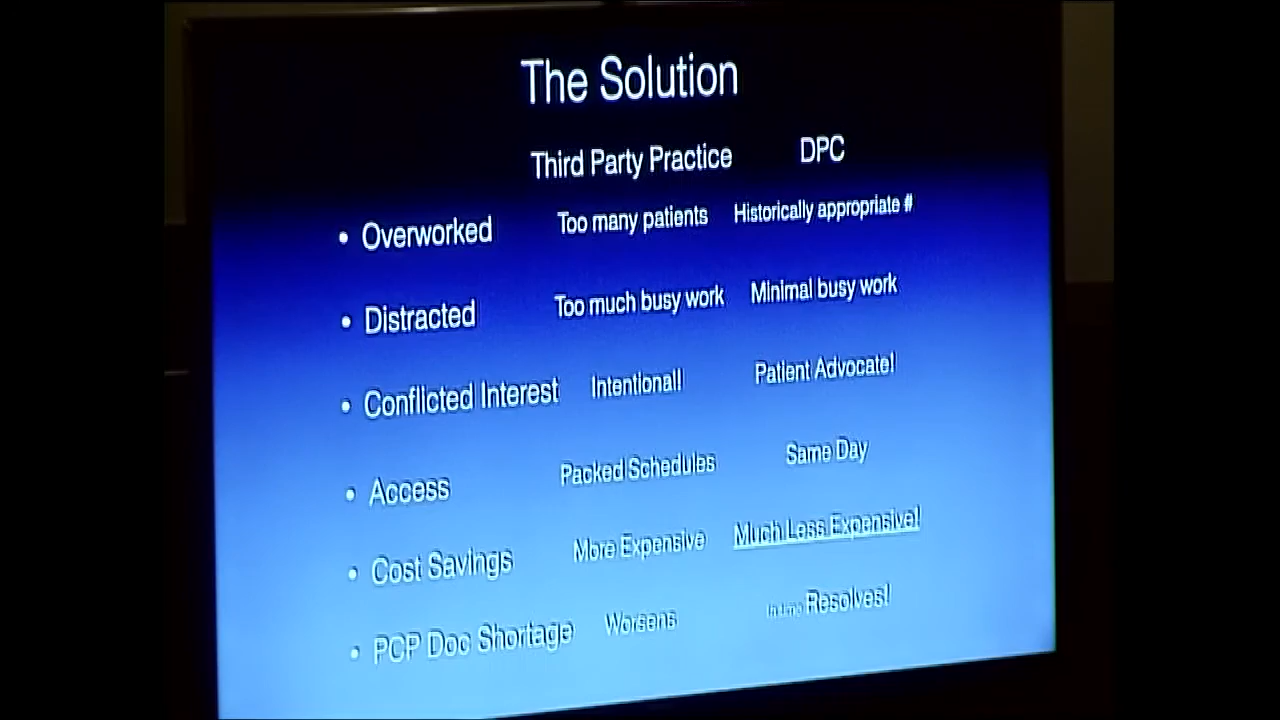 The Solution
Third Party Practice DPC
• Overworked Too many patients Historically appropriate #
• Distracted Too much busy work Minimal busy work
• Conflicted Interest Intentional! Patient Advocate!
• Access Packed Schedules Same Day
• Cost Savings More Expensive Much Less Expensive!
• PCP Doc Shortage Worsens Resolves!